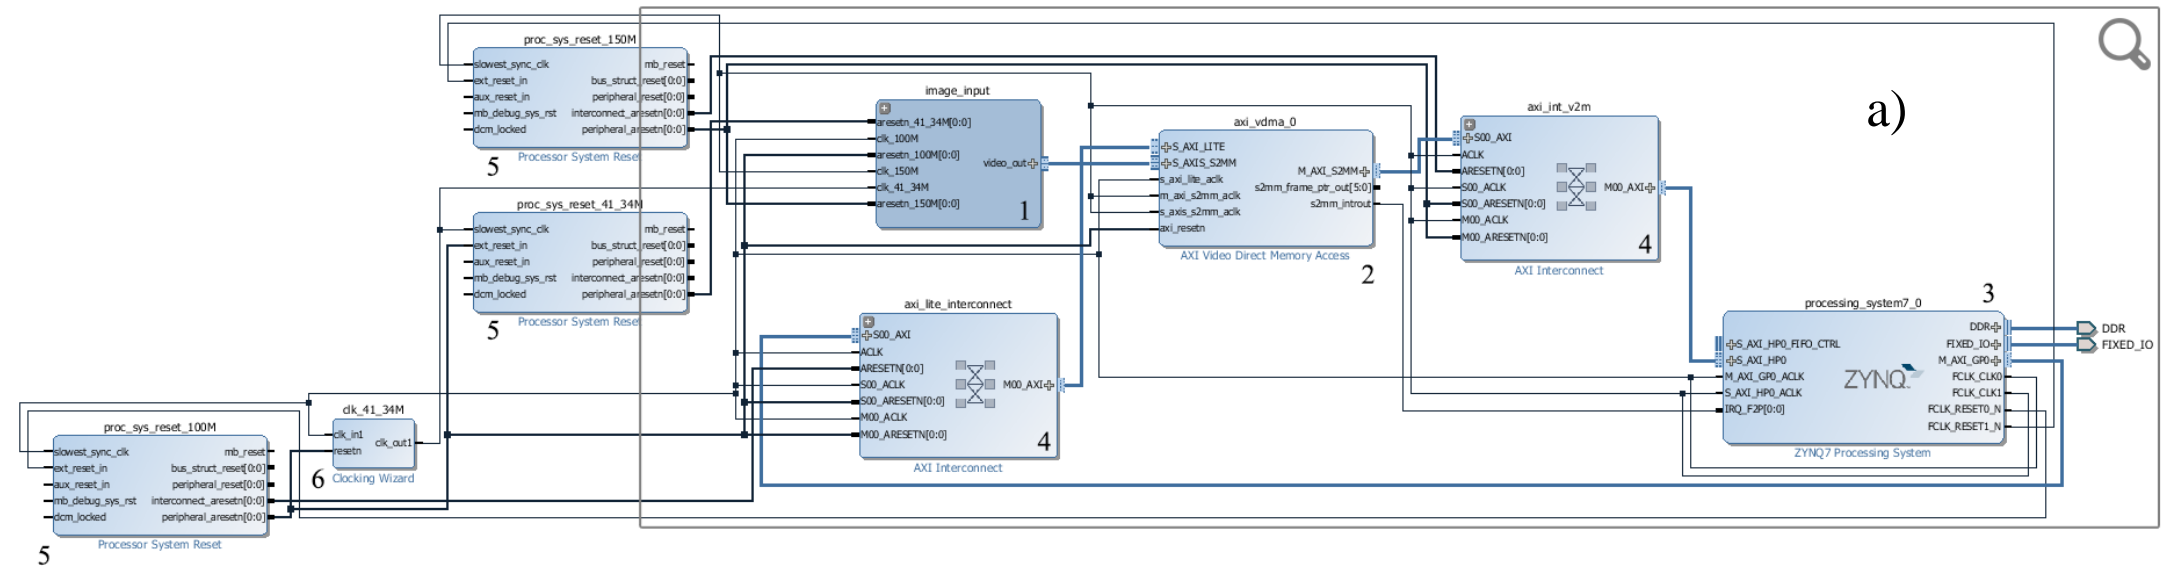 a)
proc_sys_reset_150M
slowest_sync_clk
ext_reset_in
aux_reset_in
mb_debug_sys_rst
dcm_locked
mb_reset
bus_struct_reset[0:0]
peripheral_reset[0:0]
interconnect_aresetn[0:0]
peripheral_aresetn[0:0]
Processor System Reset
5
proc_sys_reset_41_34M
slowest_sync_clk
ext_reset_in
aux_reset_in
mb_debug_sys_rst
dcm_locked
mb_reset
bus_struct_reset[0:0]
peripheral_reset[0:0]
interconnect_aresetn[0:0]
peripheral_aresetn[0:0]
Processor System Reset
5
proc_sys_reset_100M
slowest_sync_clk
ext_reset_in
aux_reset_in
mb_debug_sys_rst
dcm_locked
mb_reset
bus_struct_reset[0:0]
peripheral_reset[0:0]
interconnect_aresetn[0:0]
peripheral_aresetn[0:0]
Processor System Reset
5
clk_41_34M
clk_in1
resetn
clk_out1
Clocking Wizard
6
image_input
aresetn_41_34M[0:0]
clk_100M
aresetn_100M[0:0]
clk_150M
clk_41_34M
aresetn_150M[0:0]
video_out
1
axi_lite_interconnect
S00_AXI
ACLK
ARESETN[0:0]
S00_ACLK
S00_ARESETN[0:0]
M00_ACLK
M00_ARESETN[0:0]
M00_AXI
AXI Interconnect
4
axi_vdma_0
S_AXI_LITE
S_AXIS_S2MM
s_axi_lite_aclk
m_axi_s2mm_aclk
s_axis_s2mm_aclk
axi_resetn
M_AXI_S2MM
s2mm_frame_ptr_out[5:0]
s2mm_introut
AXI Video Direct Memory Access
2
axi_int_v2m
S00_AXI
ACLK
ARESETN[0:0]
S00_ACLK
S00_ARESETN[0:0]
M00_ACLK
M00_ARESETN[0:0]
M00_AXI
AXI Interconnect
4
processing_system7_0
3
S_AXI_HP0_FIFO_CTRL
S_AXI_HP0
M_AXI_GP0_ACLK
S_AXI_HP0_ACLK
IRQ_F2P[0:0]
ZYNQ
DDR
FIXED_IO
M_AXI_GP0
FCLK_CLK0
FCLK_CLK1
FCLK_RESET0_N
FCLK_RESET1_N
ZYNQ7 Processing System
DDR
FIXED_IO